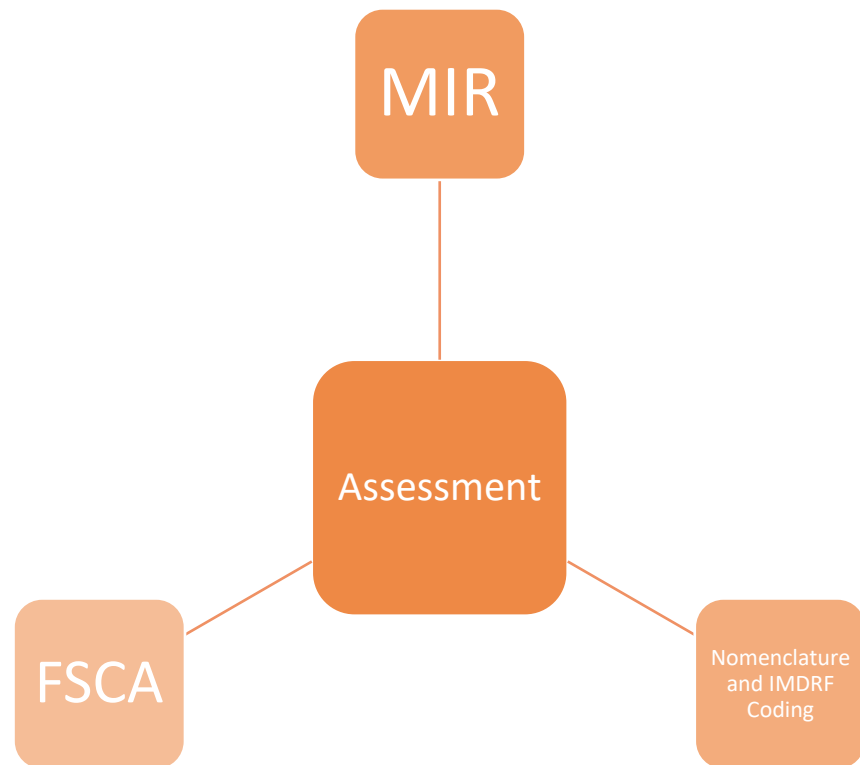 MIR
Assessment
FSCA
Nomenclature
and IMDRF
Coding